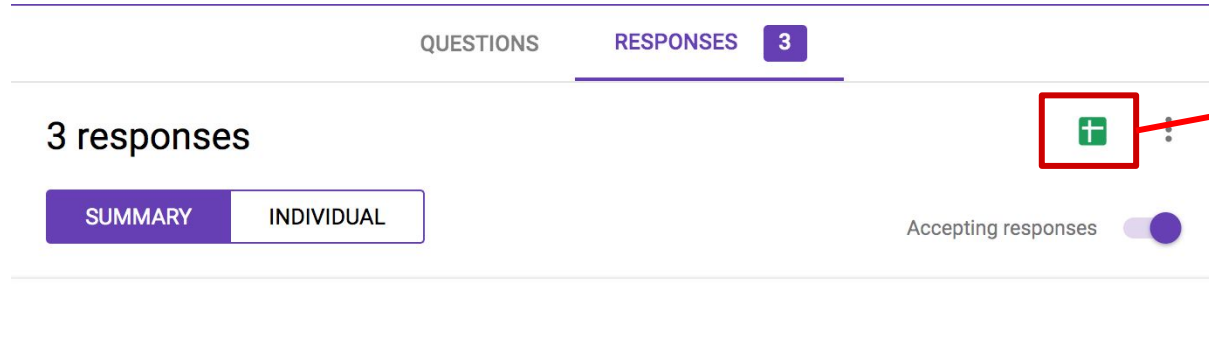 QUESTIONS RESPONSES 3
3 responses
SUMMARY INDIVIDUAL
Accepting responses